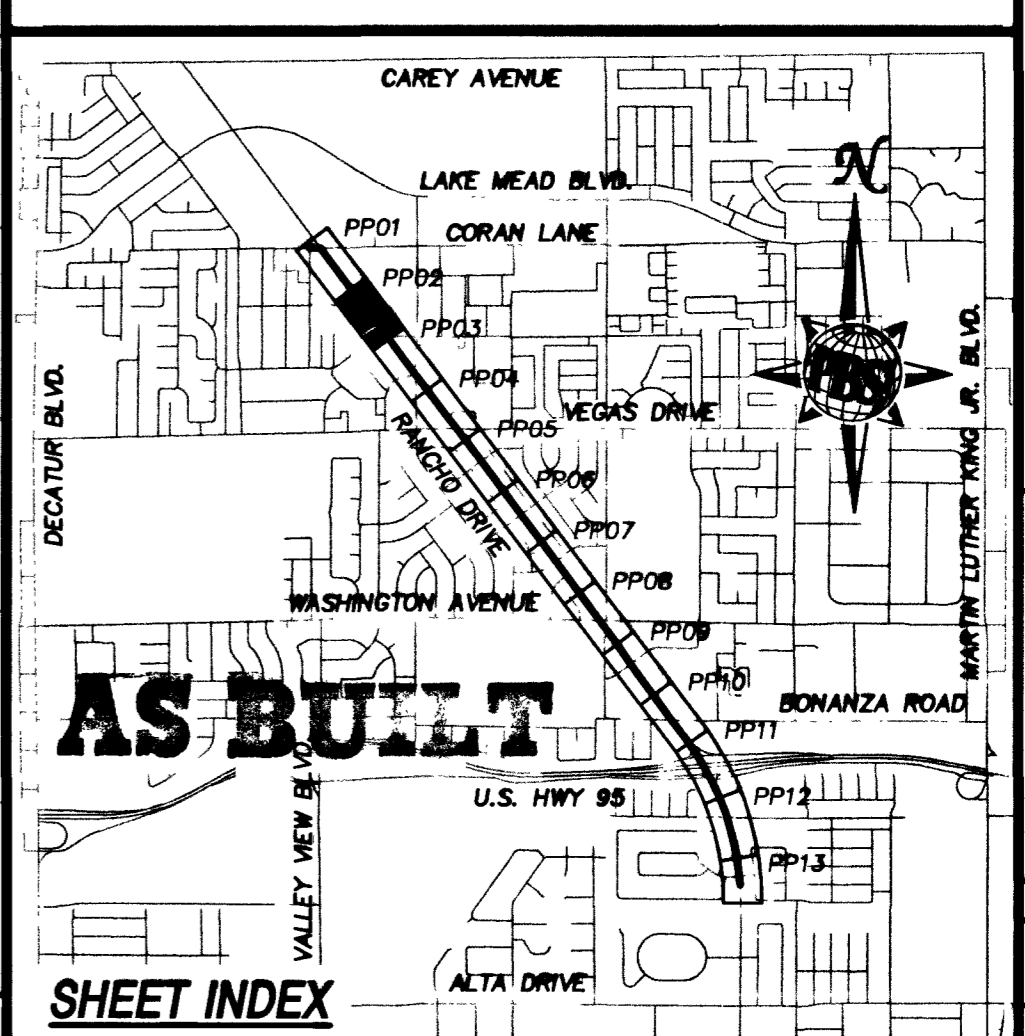 CAREY AVENUE
N
LAKE MEAD BLVD.
PP01
CORAN LANE
PP02
PP03
PP04
PP05
VEGAS DRIVE
PP06
PP07
PP08
PP09
PP10
PP11
PP12
PP13
DECATUR BLVD.
RANCHO DRIVE
MARTIN LUTHER KING JR. BLVD.
PBSJ
WASHINGTON AVENUE
BONANZA ROAD
AS BUILT
U.S. HWY 95
VALLEY VIEW BLVD.
ALTA DRIVE
SHEET INDEX